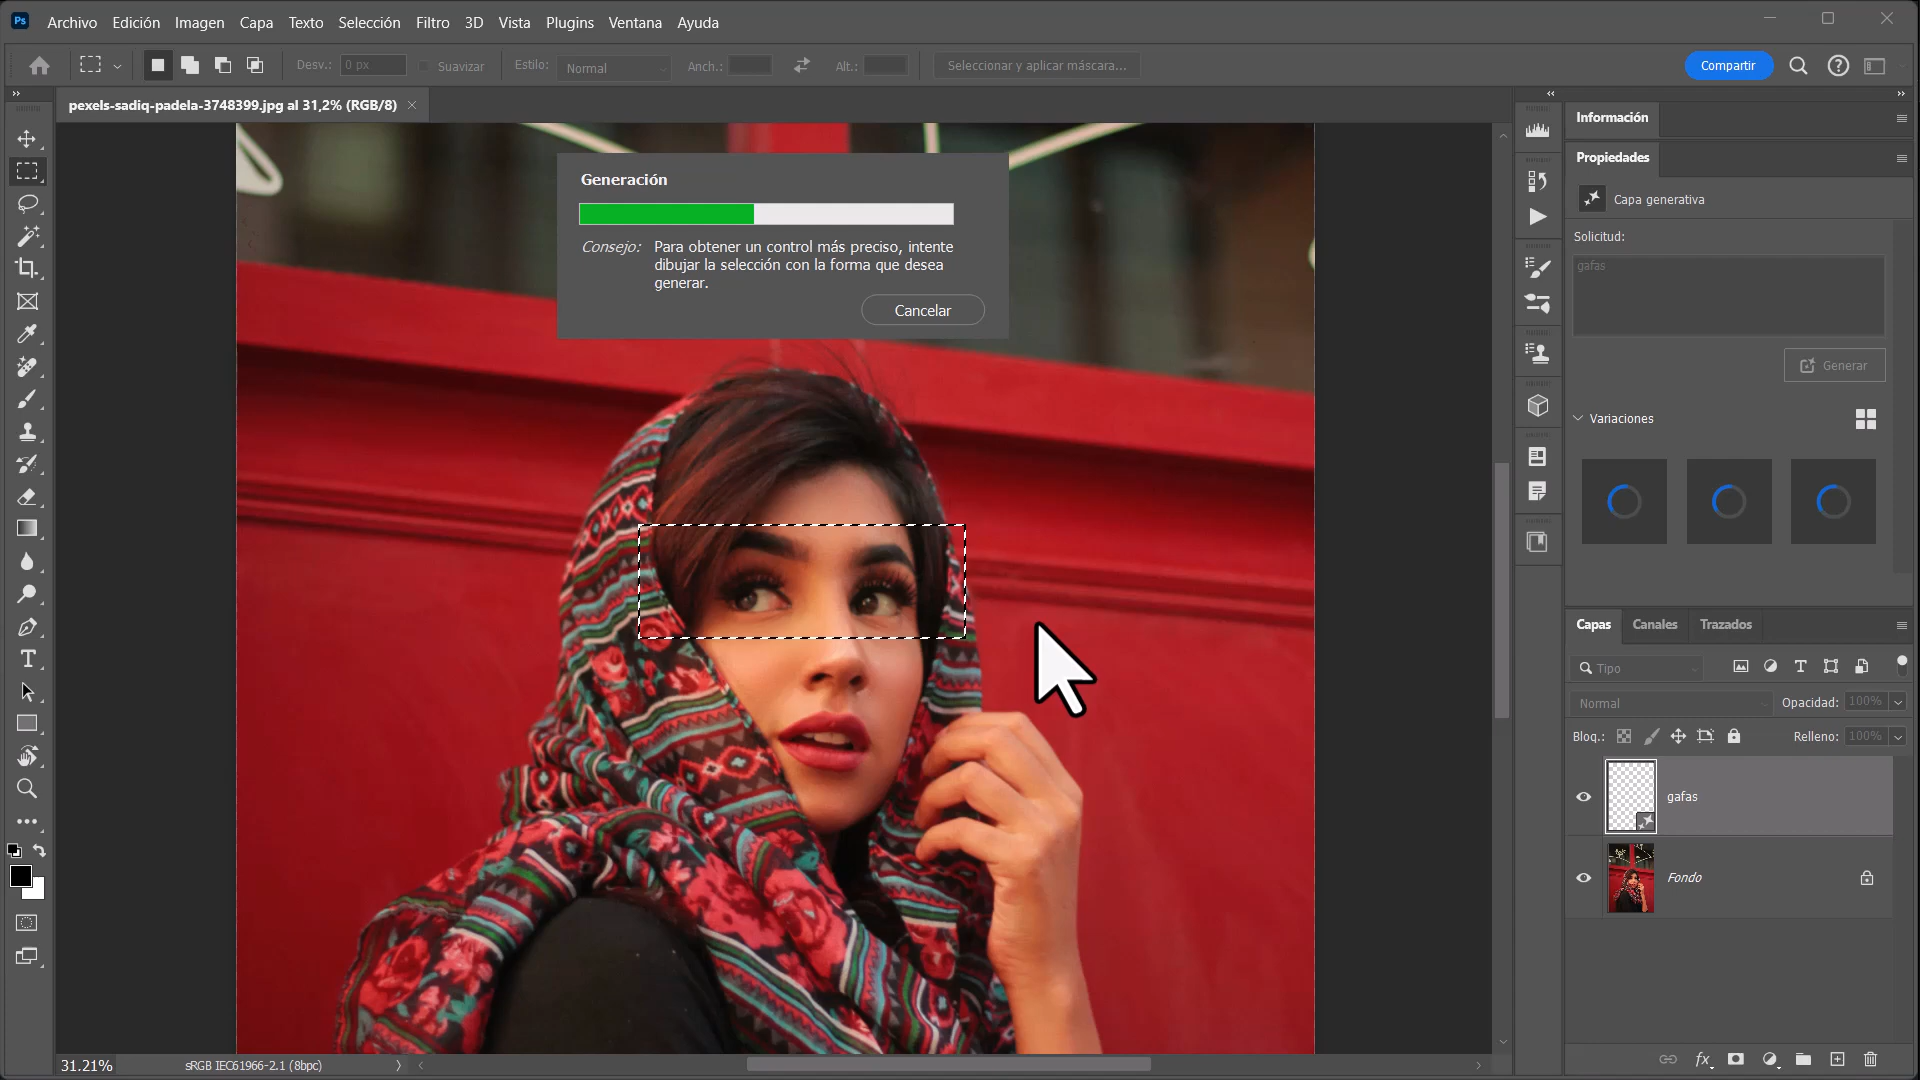 Ps Archivo Edición Imagen Capa Texto Selección Filtro 3D Vista Plugins Ventana Ayuda
Desv.: 0 px Suavizar Estilo: Normal Anch.: Alt.: Seleccionar y aplicar máscara... Compartir
pexels-sadiq-padela-3748399.jpg al 31,2% (RGB/8)
Generación
Consejo: Para obtener un control más preciso, intente
dibujar la selección con la forma que desea
generar.
Cancelar
Información
Propiedades
Capa generativa
Solicitud:
gafas
Generar
Variaciones
Capas Canales Trazados
Tipo
Normal Opacidad: 100%
Bloq.: Relleno: 100%
gafas
Fondo
fx
31.21% sRGB IEC61966-2.1 (8bpc)